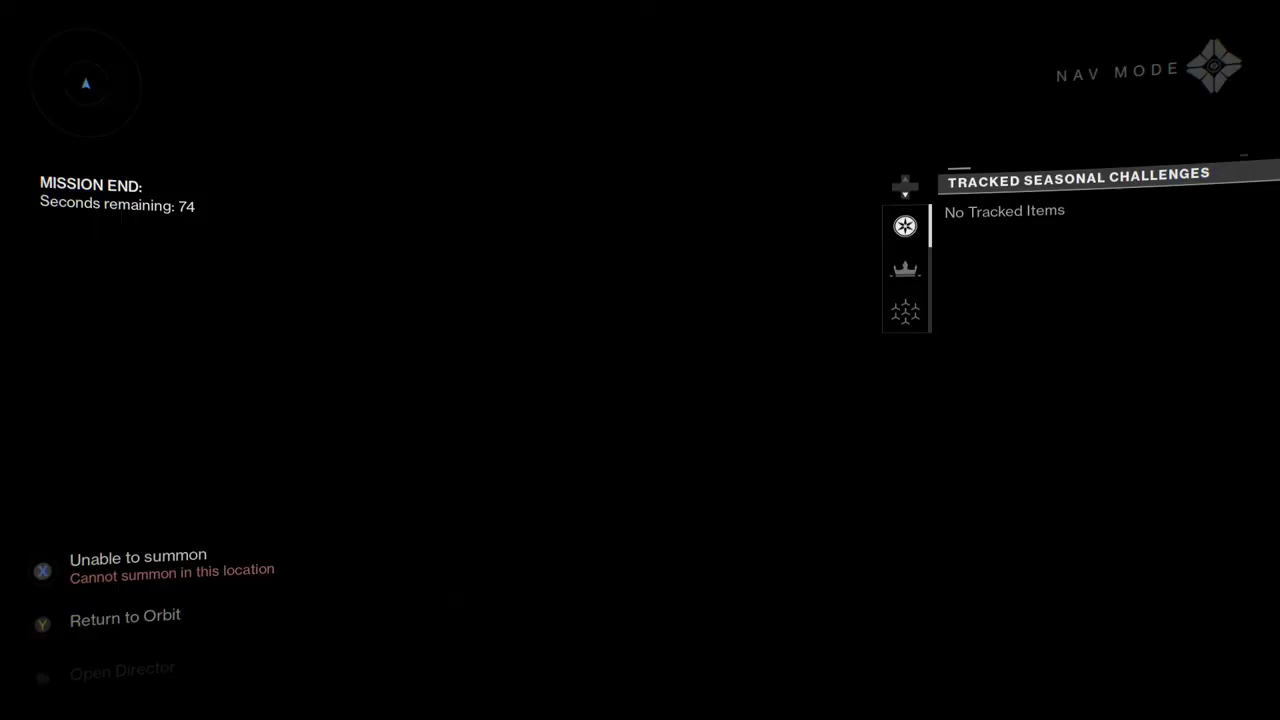 NAV MODE
MISSION END:
Seconds remaining: 74
TRACKED SEASONAL CHALLENGES
No Tracked Items
X
Unable to summon
Cannot summon in this location
Y
Return to Orbit
Open Director